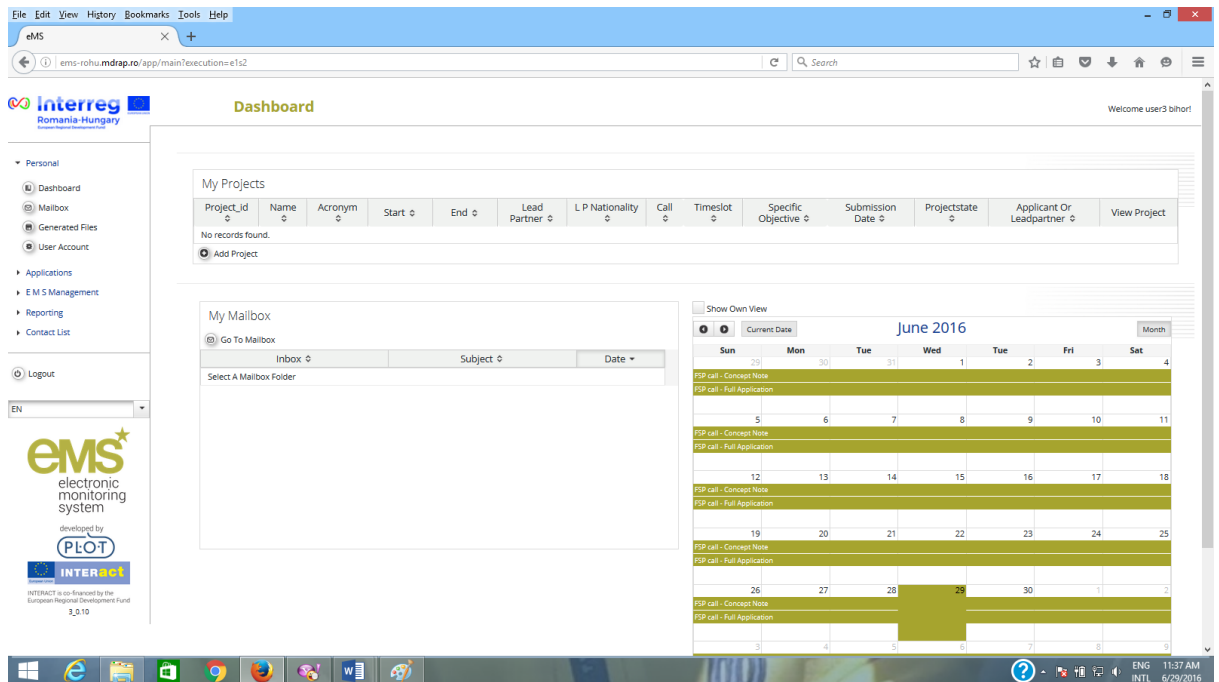 File Edit View History Bookmarks Tools Help
eMS
ems-rohu.mdrap.ro/app/main?execution=e1s2
Search
Interreg
Romania-Hungary
European Regional Development Fund
Dashboard
Welcome user3 bihor!
Personal
Dashboard
Mailbox
Generated Files
User Account
Applications
E M S Management
Reporting
Contact List
Logout
EN
eMS
electronic
monitoring
system
developed by
PLOT
INTERact
INTERACT is co-financed by the
European Regional Development Fund
3_0.10
My Projects
Project_id Name Acronym Start End Lead Partner L P Nationality Call Timeslot Specific Objective Submission Date Projectstate Applicant Or Leadpartner View Project
No records found.
Add Project
My Mailbox
Go To Mailbox
Inbox Subject Date
Select A Mailbox Folder
Show Own View
Current Date June 2016 Month
Sun Mon Tue Wed Tue Fri Sat
29 30 31 1 2 3 4
FSP call - Concept Note
FSP call - Full Application
5 6 7 8 9 10 11
FSP call - Concept Note
FSP call - Full Application
12 13 14 15 16 17 18
FSP call - Concept Note
FSP call - Full Application
19 20 21 22 23 24 25
FSP call - Concept Note
FSP call - Full Application
26 27 28 29 30 1 2
FSP call - Concept Note
FSP call - Full Application
3 4 5 6 7 8 9
ENG 11:37 AM
INTL 6/29/2016